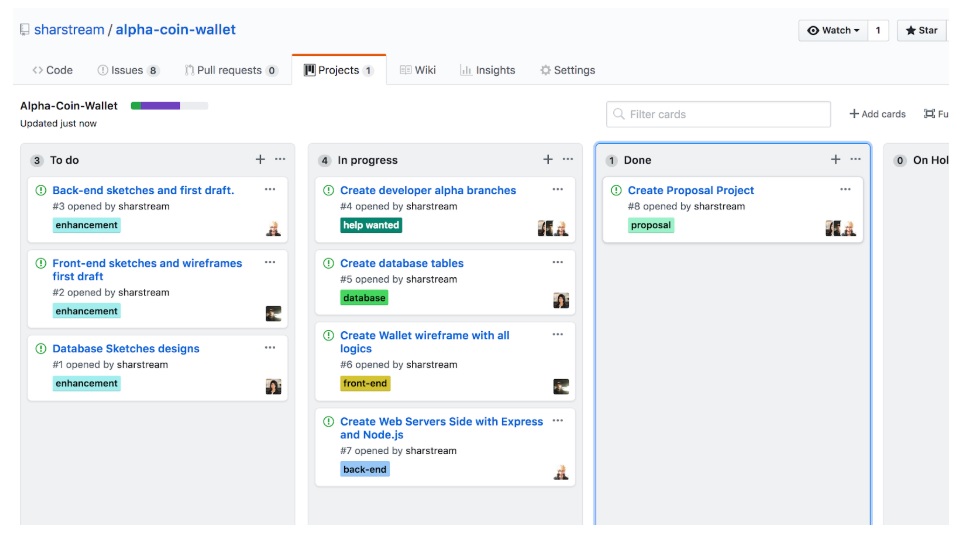 sharstream / alpha-coin-wallet
Watch 1 Star
Code Issues 8 Pull requests 0 Projects 1 Wiki Insights Settings
Alpha-Coin-Wallet
Updated just now
Filter cards
Add cards
Fu
3 To do
Back-end sketches and first draft.
#3 opened by sharstream
enhancement
Front-end sketches and wireframes
first draft
#2 opened by sharstream
enhancement
Database Sketches designs
#1 opened by sharstream
enhancement
4 In progress
Create developer alpha branches
#4 opened by sharstream
help wanted
Create database tables
#5 opened by sharstream
database
Create Wallet wireframe with all
logics
#6 opened by sharstream
front-end
Create Web Servers Side with Express
and Node.js
#7 opened by sharstream
back-end
1 Done
Create Proposal Project
#8 opened by sharstream
proposal
0 On Hol